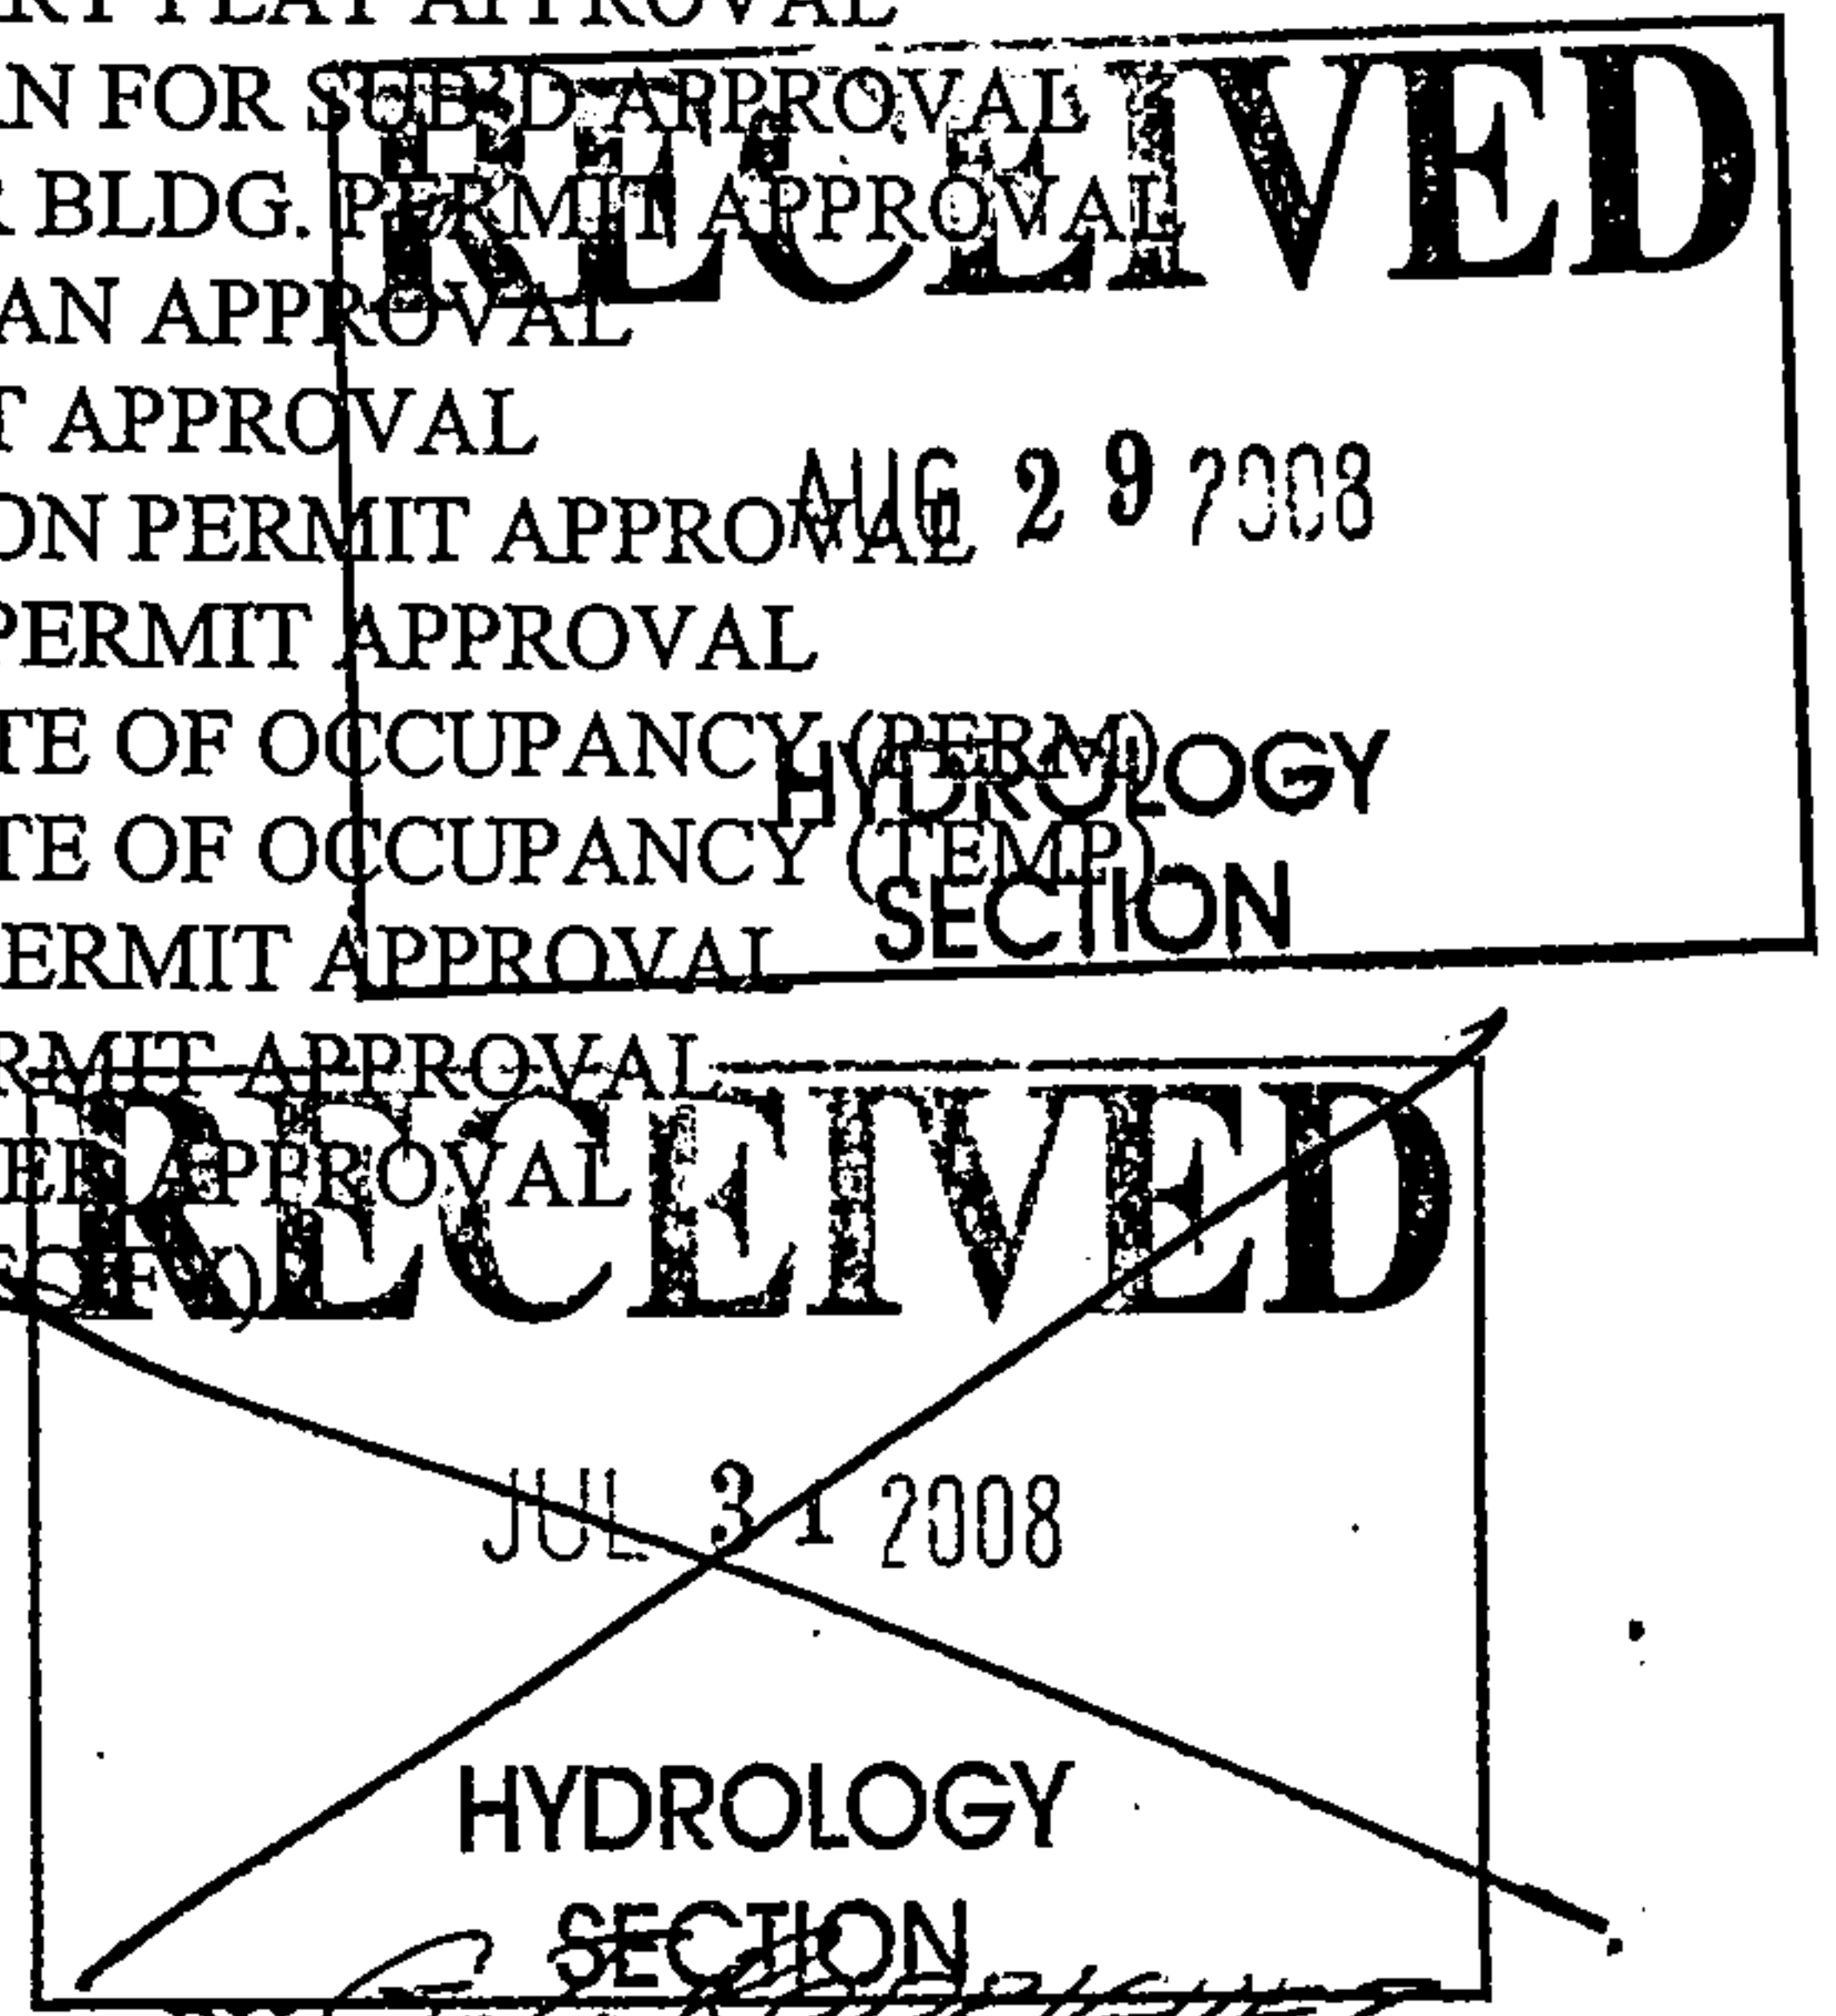 PLAT APPROVAL
N FOR SUB'D APPROVAL
RECEIVED
BLDG. PERMIT APPROVAL
AN APPROVAL
T APPROVAL
AUG 29 2008
ON PERMIT APPROVAL
PERMIT APPROVAL
TE OF OCCUPANCY (PERM)
HYDROLOGY
TE OF OCCUPANCY (TEMP)
SECTION
ERMIT APPROVAL
RMIT APPROVAL
RECEIVED
APPROVAL
JUL 31 2008
HYDROLOGY
SECTION